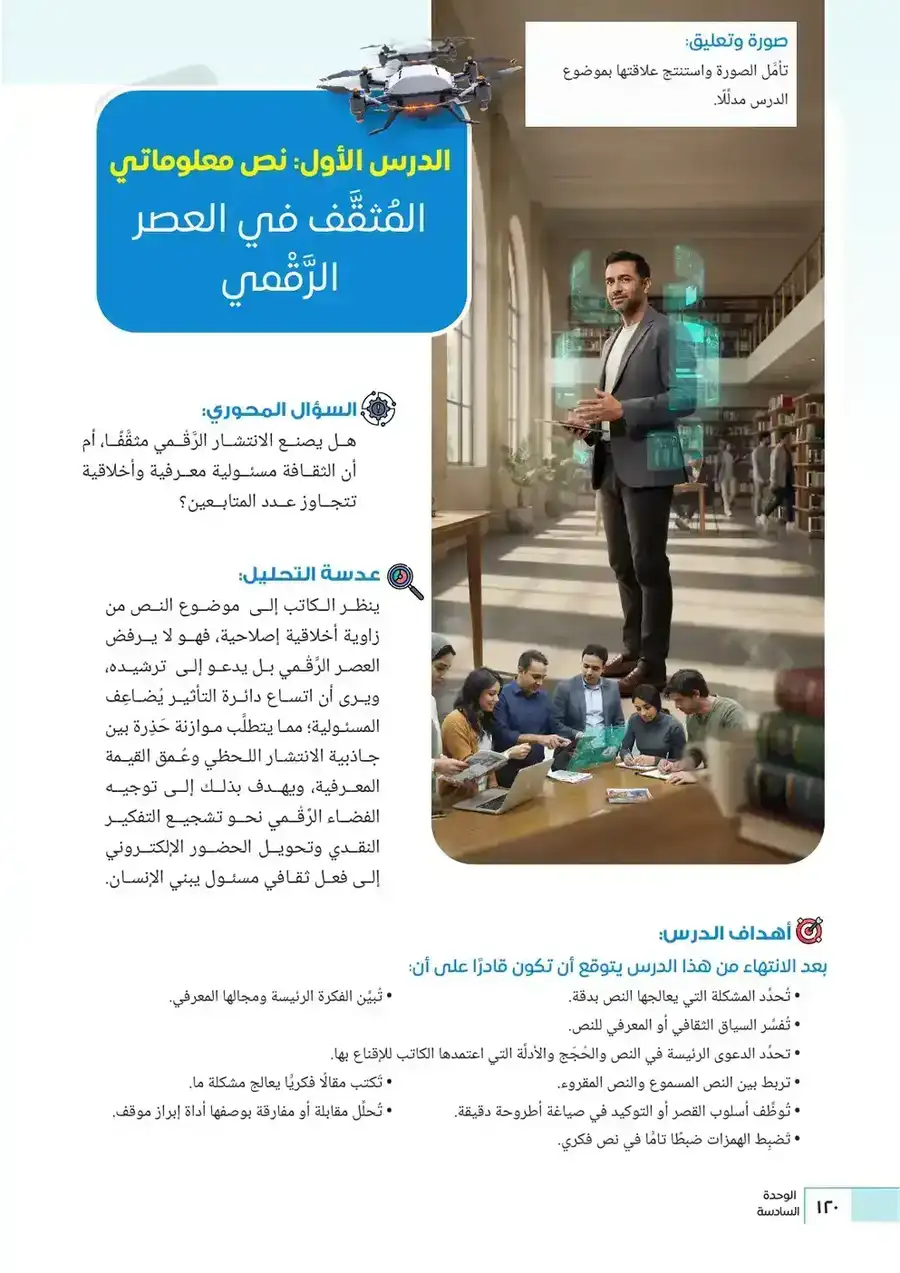 صورة وتعليق:
تأمَّل الصورة واستنتج علاقتها بموضوع
الدرس مدلِّلًا.
الدرس الأول: نص معلوماتي
المُثقَّف في العصر
الرَّقْمي
السؤال المحوري:
هل يصنع الانتشار الرَّقْمي مثقَّفًا، أم
أن الثقافة مسئولية معرفية وأخلاقية
تتجاوز عدد المتابعين؟
عدسة التحليل:
ينظر الكاتب إلى موضوع النص من
زاوية أخلاقية إصلاحية، فهو لا يرفض
العصر الرَّقْمي بل يدعو إلى ترشيده،
ويرى أن اتساع دائرة التأثير يُضاعِف
المسئولية؛ مما يتطلَّب موازنة حَذِرة بين
جاذبية الانتشار اللحظي وعُمق القيمة
المعرفية، ويهدف بذلك إلى توجيه
الفضاء الرَّقْمي نحو تشجيع التفكير
النقدي وتحويل الحضور الإلكتروني
إلى فعل ثقافي مسئول يبني الإنسان.
أهداف الدرس:
بعد الانتهاء من هذا الدرس يتوقع أن تكون قادرًا على أن:
• تُحدِّد المشكلة التي يعالجها النص بدقة. • تُبيِّن الفكرة الرئيسة ومجالها المعرفي.
• تُفسِّر السياق الثقافي أو المعرفي للنص.
• تحدِّد الدعوى الرئيسة في النص والحُجَج والأدلَّة التي اعتمدها الكاتب للإقناع بها.
• تربط بين النص المسموع والنص المقروء. • تَكتب مقالًا فكريًّا يعالج مشكلة ما.
• تُوظِّف أسلوب القصر أو التوكيد في صياغة أطروحة دقيقة. • تُحلِّل مقابلة أو مفارقة بوصفها أداة إبراز موقف.
• تَضبِط الهمزات ضبطًا تامًّا في نص فكري.
الوحدة
السادسة
١٢٠